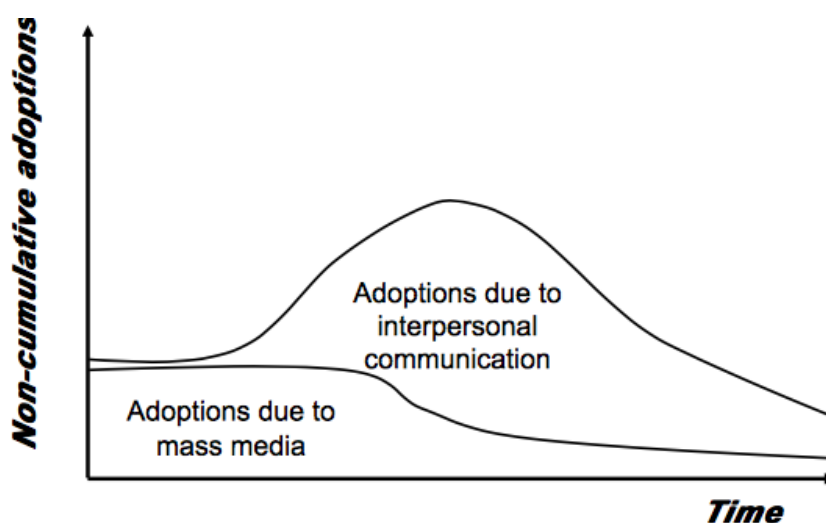 Non-cumulative adoptions
Adoptions due to
interpersonal
communication
Adoptions due to
mass media
Time